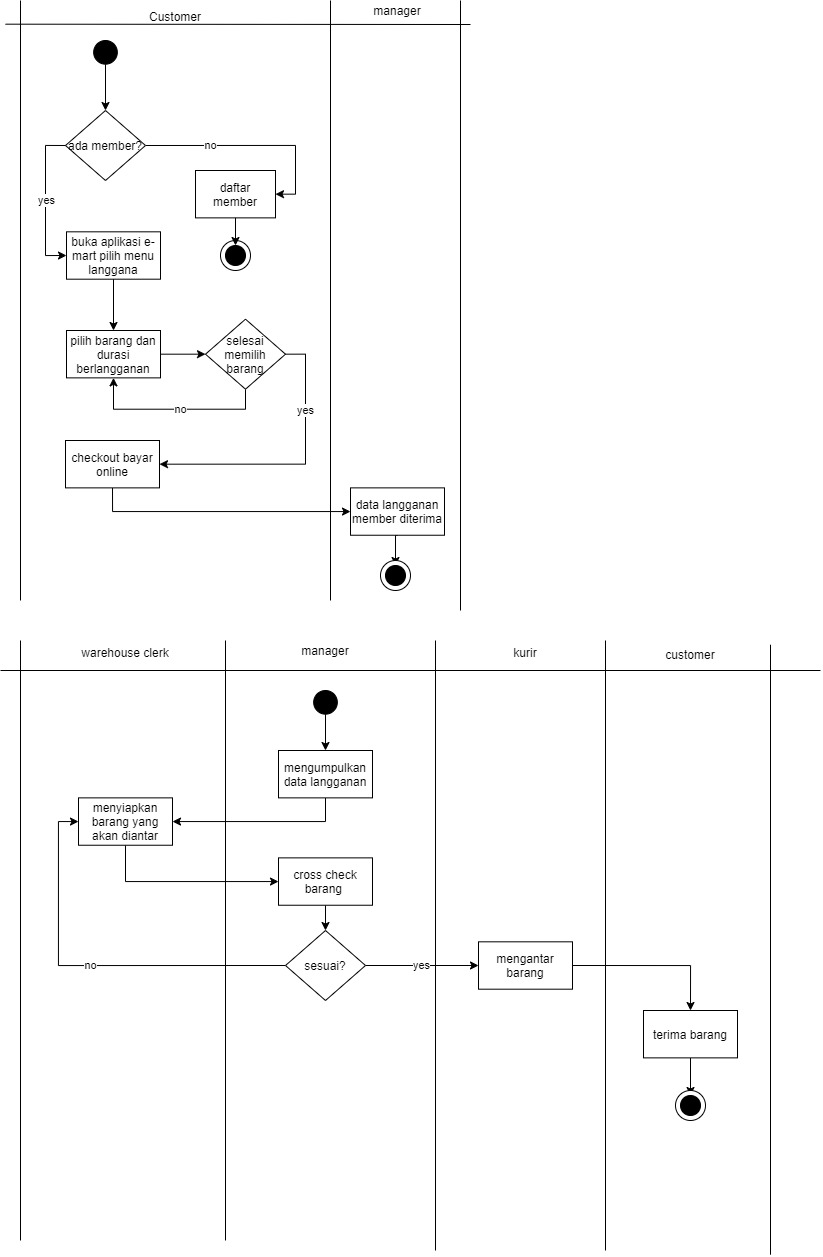 Customer
manager
ada member?
no
yes
daftar
member
buka aplikasi e-
mart pilih menu
langgana
pilih barang dan
durasi
berlangganan
selesai
memilih
barang
no
yes
checkout bayar
online
data langganan
member diterima
warehouse clerk
manager
kurir
customer
mengumpulkan
data langganan
menyiapkan
barang yang
akan diantar
cross check
barang
sesuai?
no
yes
mengantar
barang
terima barang